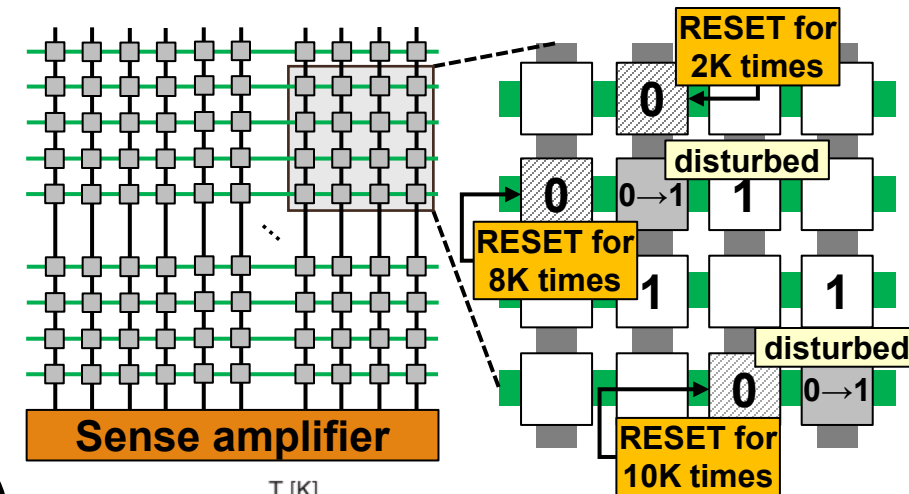 RESET for
2K times
0
disturbed
0
0→1
1
RESET for
8K times
1
1
disturbed
0
0→1
RESET for
10K times
Sense amplifier
T [K]